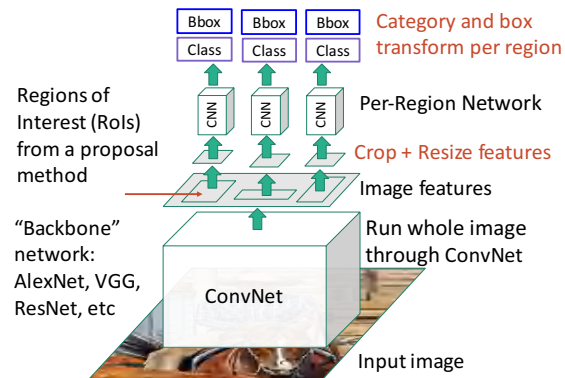 Bbox
Bbox
Bbox
Class
Class
Class
Category and box
transform per region
CNN
CNN
CNN
Per-Region Network
Regions of
Interest (RoIs)
from a proposal
method
Crop + Resize features
Image features
“Backbone”
network:
AlexNet, VGG,
ResNet, etc
ConvNet
Run whole image
through ConvNet
Input image